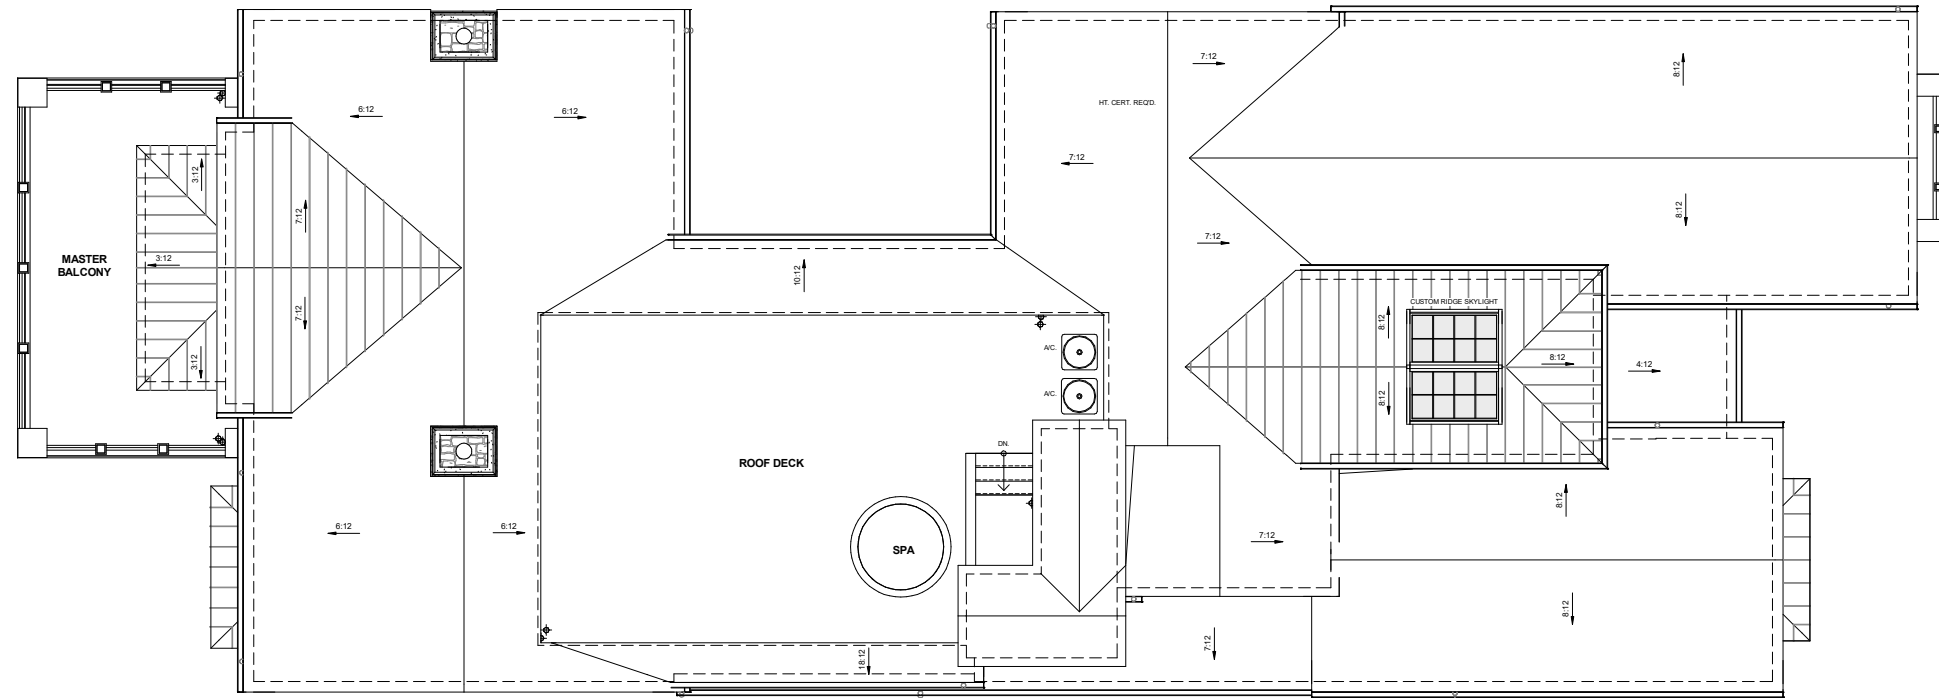 7:12
8:12
HT. CERT. REQ'D.
6:12
6:12
7:12
3:12
7:12
8:12
7:12
MASTER
BALCONY
3:12
10:12
CUSTOM RIDGE SKYLIGHT
7:12
8:12
A/C.
3:12
8:12
4:12
A/C.
8:12
DN.
ROOF DECK
8:12
6:12
6:12
7:12
SPA
8:12
7:12
18:12